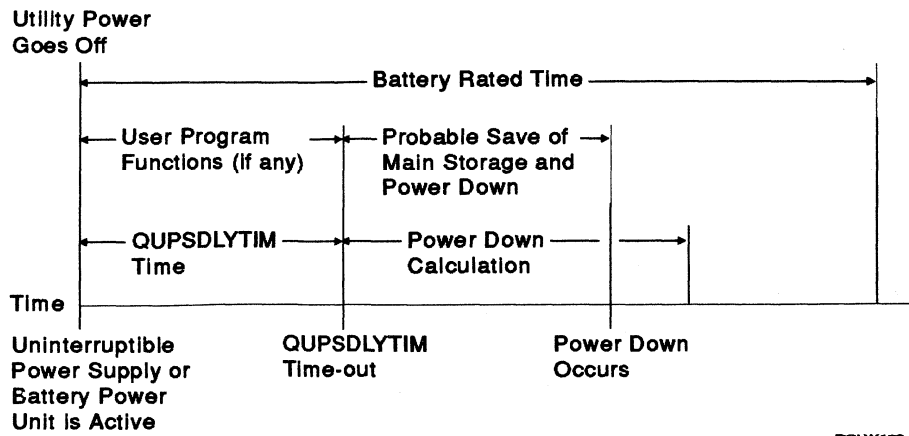 Utility Power
Goes Off
Battery Rated Time
User Program
Functions (if any)
Probable Save of
Main Storage and
Power Down
QUPSDLYTIM
Time
Power Down
Calculation
Time
Uninterruptible
Power Supply or
Battery Power
Unit is Active
QUPSDLYTIM
Time-out
Power Down
Occurs